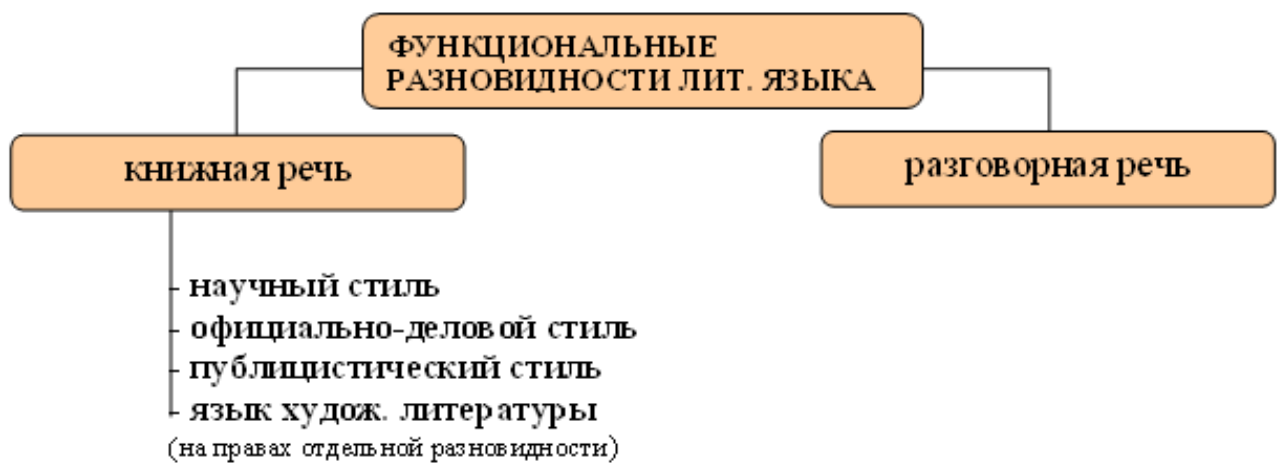 ФУНКЦИОНАЛЬНЫЕ
РАЗНОВИДНОСТИ ЛИТ. ЯЗЫКА
книжная речь
разговорная речь
- научный стиль
- официально-деловой стиль
- публицистический стиль
- язык худож. литературы
(на правах отдельной разновидности)